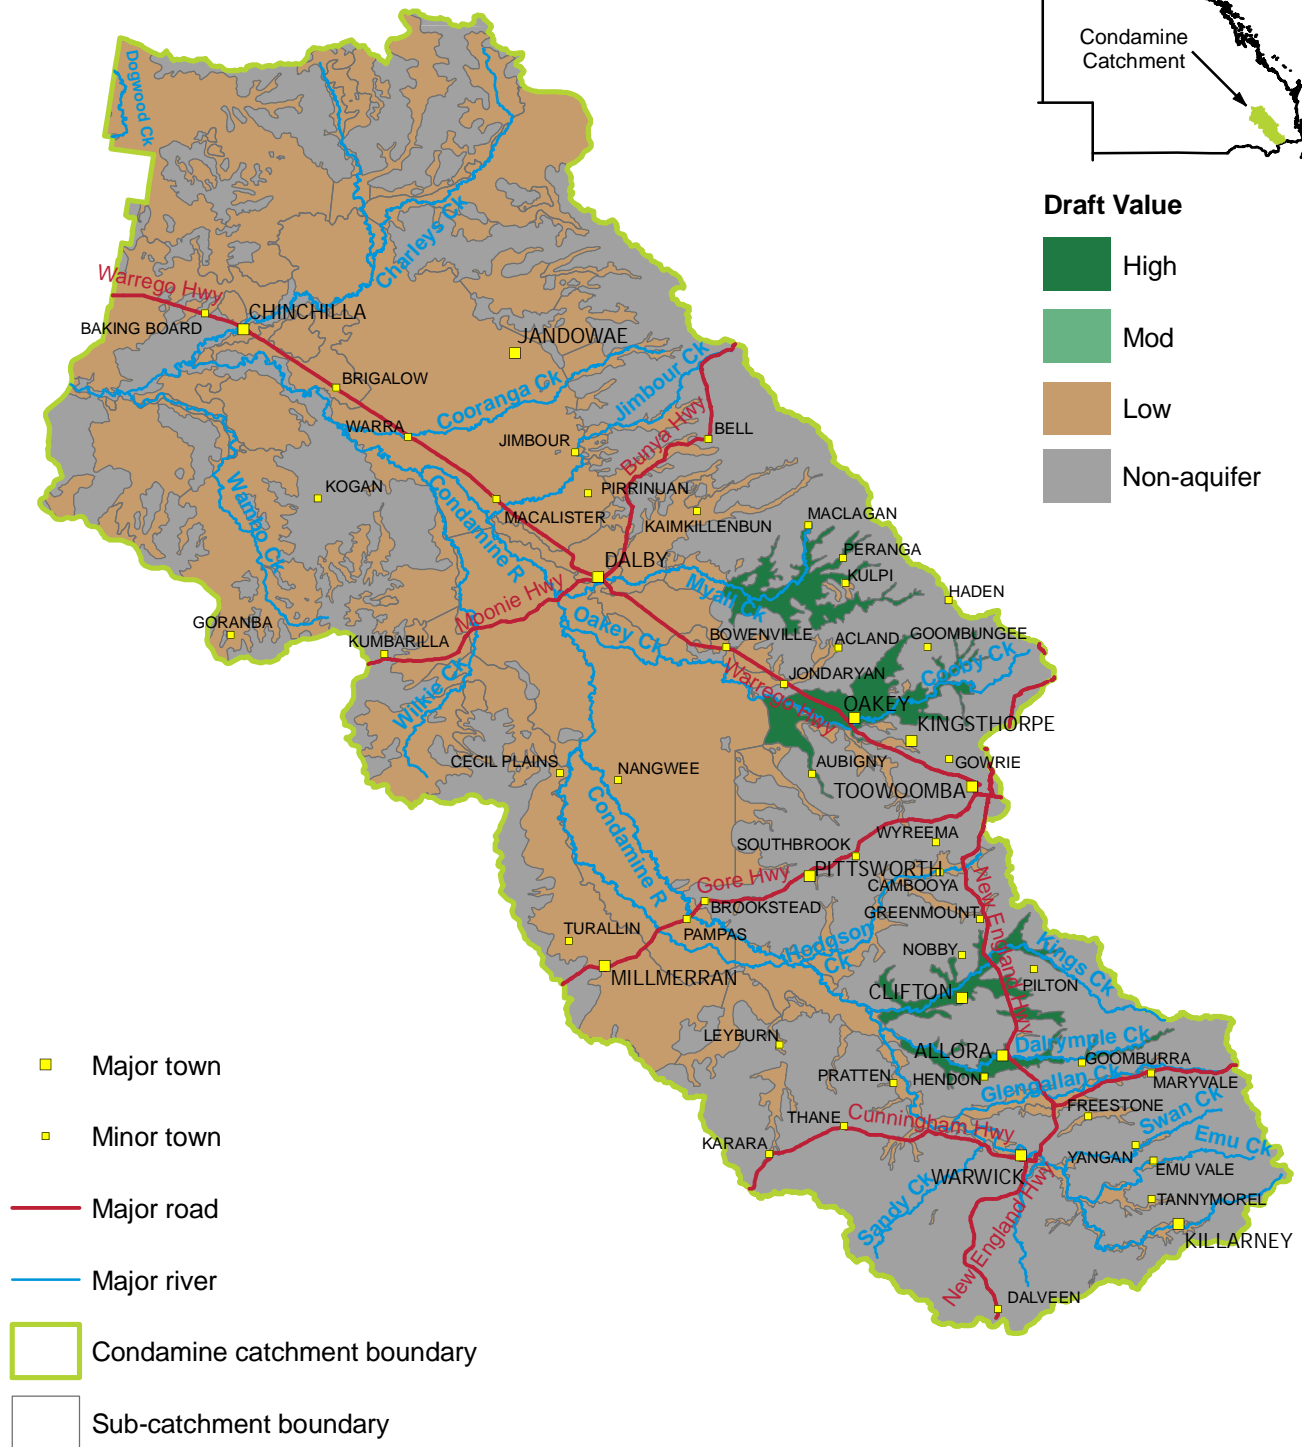 Condamine
Catchment
Draft Value
High
Mod
Low
Non-aquifer
Dogwood Ck
Charleys Ck
Warrego Hwy
CHINCHILLA
BAKING BOARD
JANDOWAE
BRIGALOW
Cooranga Ck
Jimbour Ck
WARRA
JIMBOUR
Bunya Hwy
BELL
Wambo Ck
KOGAN
Condamine R
PIRRINUAN
MACALISTER
KAIMKILLENBUN
MACLAGAN
PERANGA
DALBY
KULPI
Myall Ck
HADEN
Moonie Hwy
GORANBA
KUMBARILLA
Oakey Ck
BOWENVILLE
ACLAND
GOOMBUNGEE
Cooby Ck
JONDARYAN
Warrego Hwy
Wilkie Ck
OAKEY
KINGSTHORPE
CECIL PLAINS
NANGWEE
AUBIGNY
GOWRIE
TOOWOOMBA
Condamine R
WYREEMA
SOUTHBROOK
PITTSWORTH
CAMBOOYA
Gore Hwy
New England Hwy
BROOKSTEAD
GREENMOUNT
TURALLIN
PAMPAS
Hodgson
Ck
NOBBY
Kings Ck
MILLMERRAN
PILTON
CLIFTON
LEYBURN
ALLORA
Dalrymple Ck
GOOMBURRA
PRATTEN
HENDON
Glengallan Ck
MARYVALE
THANE
Cunningham Hwy
FREESTONE
Swan Ck
KARARA
Emu Ck
YANGAN
EMU VALE
WARWICK
Sandy Ck
TANNYMOREL
New England Hwy
KILLARNEY
DALVEEN
Major town
Minor town
Major road
Major river
Condamine catchment boundary
Sub-catchment boundary